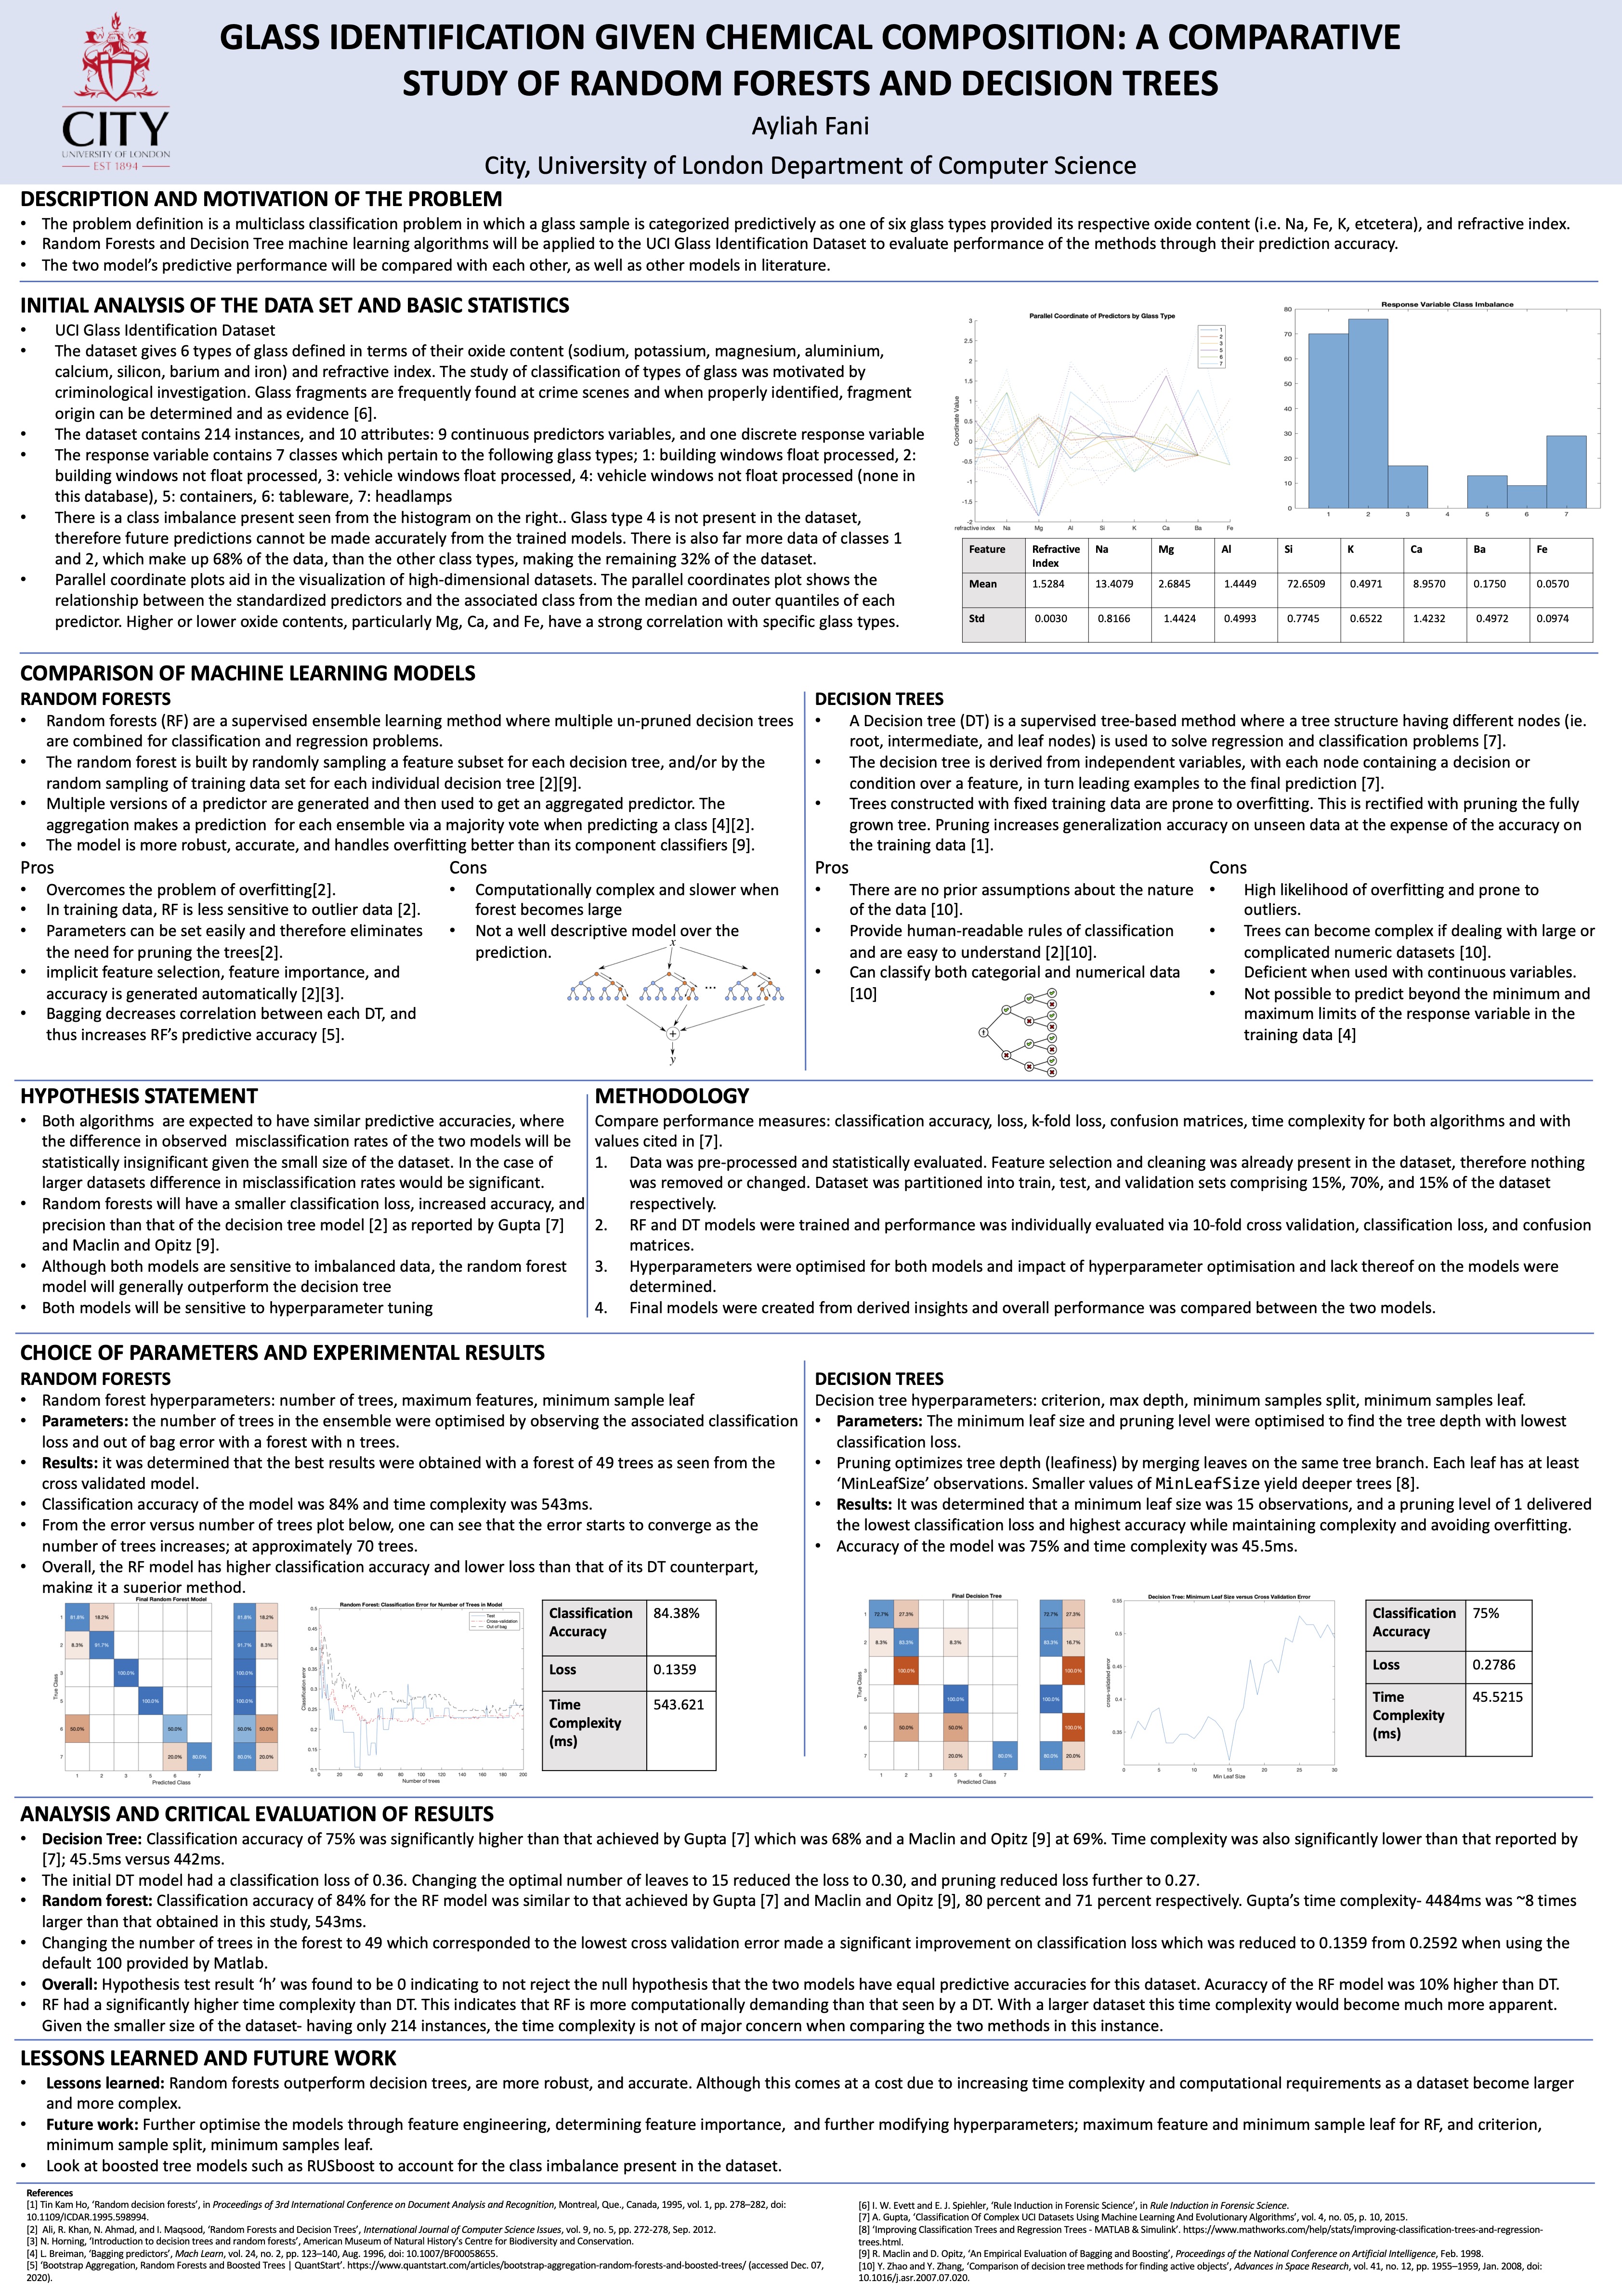 CITY
UNIVERSITY OF LONDON
EST 1894
GLASS IDENTIFICATION GIVEN CHEMICAL COMPOSITION: A COMPARATIVE
STUDY OF RANDOM FORESTS AND DECISION TREES
Ayliah Fani
City, University of London Department of Computer Science
DESCRIPTION AND MOTIVATION OF THE PROBLEM
• The problem definition is a multiclass classification problem in which a glass sample is categorized predictively as one of six glass types provided its respective oxide content (i.e. Na, Fe, K, etcetera), and refractive index.
• Random Forests and Decision Tree machine learning algorithms will be applied to the UCI Glass Identification Dataset to evaluate performance of the methods through their prediction accuracy.
• The two model's predictive performance will be compared with each other, as well as other models in literature.
INITIAL ANALYSIS OF THE DATA SET AND BASIC STATISTICS
• UCI Glass Identification Dataset
• The dataset gives 6 types of glass defined in terms of their oxide content (sodium, potassium, magnesium, aluminium,
calcium, silicon, barium and iron) and refractive index. The study of classification of types of glass was motivated by
criminological investigation. Glass fragments are frequently found at crime scenes and when properly identified, fragment
origin can be determined and as evidence [6].
• The dataset contains 214 instances, and 10 attributes: 9 continuous predictors variables, and one discrete response variable
• The response variable contains 7 classes which pertain to the following glass types; 1: building windows float processed, 2:
building windows not float processed, 3: vehicle windows float processed, 4: vehicle windows not float processed (none in
this database), 5: containers, 6: tableware, 7: headlamps
• There is a class imbalance present seen from the histogram on the right.. Glass type 4 is not present in the dataset,
therefore future predictions cannot be made accurately from the trained models. There is also far more data of classes 1
and 2, which make up 68% of the data, than the other class types, making the remaining 32% of the dataset.
• Parallel coordinate plots aid in the visualization of high-dimensional datasets. The parallel coordinates plot shows the
relationship between the standardized predictors and the associated class from the median and outer quantiles of each
predictor. Higher or lower oxide contents, particularly Mg, Ca, and Fe, have a strong correlation with specific glass types.
Parallel Coordinate of Predictors by Glass Type
Coordinate Value
3
2.5
2
1.5
1
0.5
0
-0.5
-1
-1.5
-2
refractive index Na Mg Al Si K Ca Ba Fe
1
2
3
5
6
7
Response Variable Class Imbalance
80
70
60
50
40
30
20
10
0
1 2 3 4 5 6 7
Feature Refractive Index Na Mg Al Si K Ca Ba Fe
Mean 1.5284 13.4079 2.6845 1.4449 72.6509 0.4971 8.9570 0.1750 0.0570
Std 0.0030 0.8166 1.4424 0.4993 0.7745 0.6522 1.4232 0.4972 0.0974
COMPARISON OF MACHINE LEARNING MODELS
RANDOM FORESTS
• Random forests (RF) are a supervised ensemble learning method where multiple un-pruned decision trees
are combined for classification and regression problems.
• The random forest is built by randomly sampling a feature subset for each decision tree, and/or by the
random sampling of training data set for each individual decision tree [2][9].
• Multiple versions of a predictor are generated and then used to get an aggregated predictor. The
aggregation makes a prediction for each ensemble via a majority vote when predicting a class [4][2].
• The model is more robust, accurate, and handles overfitting better than its component classifiers [9].
Pros
• Overcomes the problem of overfitting[2].
• In training data, RF is less sensitive to outlier data [2].
• Parameters can be set easily and therefore eliminates
the need for pruning the trees[2].
• implicit feature selection, feature importance, and
accuracy is generated automatically [2][3].
• Bagging decreases correlation between each DT, and
thus increases RF's predictive accuracy [5].
Cons
• Computationally complex and slower when
forest becomes large
• Not a well descriptive model over the
prediction.
x
...
+
y
DECISION TREES
• A Decision tree (DT) is a supervised tree-based method where a tree structure having different nodes (ie.
root, intermediate, and leaf nodes) is used to solve regression and classification problems [7].
• The decision tree is derived from independent variables, with each node containing a decision or
condition over a feature, in turn leading examples to the final prediction [7].
• Trees constructed with fixed training data are prone to overfitting. This is rectified with pruning the fully
grown tree. Pruning increases generalization accuracy on unseen data at the expense of the accuracy on
the training data [1].
Pros
• There are no prior assumptions about the nature
of the data [10].
• Provide human-readable rules of classification
and are easy to understand [2][10].
• Can classify both categorial and numerical data
[10]
Cons
• High likelihood of overfitting and prone to
outliers.
• Trees can become complex if dealing with large or
complicated numeric datasets [10].
• Deficient when used with continuous variables.
• Not possible to predict beyond the minimum and
maximum limits of the response variable in the
training data [4]
HYPOTHESIS STATEMENT
• Both algorithms are expected to have similar predictive accuracies, where
the difference in observed misclassification rates of the two models will be
statistically insignificant given the small size of the dataset. In the case of
larger datasets difference in misclassification rates would be significant.
• Random forests will have a smaller classification loss, increased accuracy, and
precision than that of the decision tree model [2] as reported by Gupta [7]
and Maclin and Opitz [9].
• Although both models are sensitive to imbalanced data, the random forest
model will generally outperform the decision tree
• Both models will be sensitive to hyperparameter tuning
METHODOLOGY
Compare performance measures: classification accuracy, loss, k-fold loss, confusion matrices, time complexity for both algorithms and with
values cited in [7].
1. Data was pre-processed and statistically evaluated. Feature selection and cleaning was already present in the dataset, therefore nothing
was removed or changed. Dataset was partitioned into train, test, and validation sets comprising 15%, 70%, and 15% of the dataset
respectively.
2. RF and DT models were trained and performance was individually evaluated via 10-fold cross validation, classification loss, and confusion
matrices.
3. Hyperparameters were optimised for both models and impact of hyperparameter optimisation and lack thereof on the models were
determined.
4. Final models were created from derived insights and overall performance was compared between the two models.
CHOICE OF PARAMETERS AND EXPERIMENTAL RESULTS
RANDOM FORESTS
• Random forest hyperparameters: number of trees, maximum features, minimum sample leaf
• Parameters: the number of trees in the ensemble were optimised by observing the associated classification
loss and out of bag error with a forest with n trees.
• Results: it was determined that the best results were obtained with a forest of 49 trees as seen from the
cross validated model.
• Classification accuracy of the model was 84% and time complexity was 543ms.
• From the error versus number of trees plot below, one can see that the error starts to converge as the
number of trees increases; at approximately 70 trees.
• Overall, the RF model has higher classification accuracy and lower loss than that of its DT counterpart,
making it a superior method.
Final Random Forest Model
True Class
1 81.8% 18.2% 81.8% 18.2%
2 8.3% 91.7% 91.7% 8.3%
3 100.0% 100.0%
5 100.0% 100.0%
6 50.0% 50.0% 50.0% 50.0%
7 20.0% 80.0% 80.0% 20.0%
1 2 3 5 6 7
Predicted Class
Random Forest: Classification Error for Number of Trees in Model
Test
Cross-validation
Out of bag
Classification error
0.5
0.45
0.4
0.35
0.3
0.25
0.2
0.15
0.1
0 20 40 60 80 100 120 140 160 180 200
Number of trees
Classification Accuracy 84.38%
Loss 0.1359
Time Complexity (ms) 543.621
DECISION TREES
Decision tree hyperparameters: criterion, max depth, minimum samples split, minimum samples leaf.
• Parameters: The minimum leaf size and pruning level were optimised to find the tree depth with lowest
classification loss.
• Pruning optimizes tree depth (leafiness) by merging leaves on the same tree branch. Each leaf has at least
'MinLeafSize' observations. Smaller values of MinLeafSize yield deeper trees [8].
• Results: It was determined that a minimum leaf size was 15 observations, and a pruning level of 1 delivered
the lowest classification loss and highest accuracy while maintaining complexity and avoiding overfitting.
• Accuracy of the model was 75% and time complexity was 45.5ms.
Final Decision Tree
True Class
1 72.7% 27.3% 72.7% 27.3%
2 8.3% 83.3% 8.3% 83.3% 16.7%
3 100.0% 100.0%
5 100.0% 100.0%
6 50.0% 50.0% 100.0%
7 20.0% 80.0% 80.0% 20.0%
1 2 3 5 6 7
Predicted Class
Decision Tree: Minimum Leaf Size versus Cross Validation Error
cross-validated error
0.55
0.5
0.45
0.4
0.35
0 5 10 15 20 25 30
Min Leaf Size
Classification Accuracy 75%
Loss 0.2786
Time Complexity (ms) 45.5215
ANALYSIS AND CRITICAL EVALUATION OF RESULTS
• Decision Tree: Classification accuracy of 75% was significantly higher than that achieved by Gupta [7] which was 68% and a Maclin and Opitz [9] at 69%. Time complexity was also significantly lower than that reported by
[7]; 45.5ms versus 442ms.
• The initial DT model had a classification loss of 0.36. Changing the optimal number of leaves to 15 reduced the loss to 0.30, and pruning reduced loss further to 0.27.
• Random forest: Classification accuracy of 84% for the RF model was similar to that achieved by Gupta [7] and Maclin and Opitz [9], 80 percent and 71 percent respectively. Gupta's time complexity- 4484ms was ~8 times
larger than that obtained in this study, 543ms.
• Changing the number of trees in the forest to 49 which corresponded to the lowest cross validation error made a significant improvement on classification loss which was reduced to 0.1359 from 0.2592 when using the
default 100 provided by Matlab.
• Overall: Hypothesis test result 'h' was found to be 0 indicating to not reject the null hypothesis that the two models have equal predictive accuracies for this dataset. Acuraccy of the RF model was 10% higher than DT.
• RF had a significantly higher time complexity than DT. This indicates that RF is more computationally demanding than that seen by a DT. With a larger dataset this time complexity would become much more apparent.
Given the smaller size of the dataset- having only 214 instances, the time complexity is not of major concern when comparing the two methods in this instance.
LESSONS LEARNED AND FUTURE WORK
• Lessons learned: Random forests outperform decision trees, are more robust, and accurate. Although this comes at a cost due to increasing time complexity and computational requirements as a dataset become larger
and more complex.
• Future work: Further optimise the models through feature engineering, determining feature importance, and further modifying hyperparameters; maximum feature and minimum sample leaf for RF, and criterion,
minimum sample split, minimum samples leaf.
• Look at boosted tree models such as RUSboost to account for the class imbalance present in the dataset.
References
[1] Tin Kam Ho, 'Random decision forests', in Proceedings of 3rd International Conference on Document Analysis and Recognition, Montreal, Que., Canada, 1995, vol. 1, pp. 278–282, doi:
10.1109/ICDAR.1995.598994.
[2] Ali, R. Khan, N. Ahmad, and I. Maqsood, 'Random Forests and Decision Trees', International Journal of Computer Science Issues, vol. 9, no. 5, pp. 272-278, Sep. 2012.
[3] N. Horning, 'Introduction to decision trees and random forests', American Museum of Natural History's Centre for Biodiversity and Conservation.
[4] L. Breiman, 'Bagging predictors', Mach Learn, vol. 24, no. 2, pp. 123–140, Aug. 1996, doi: 10.1007/BF00058655.
[5] 'Bootstrap Aggregation, Random Forests and Boosted Trees | QuantStart'. https://www.quantstart.com/articles/bootstrap-aggregation-random-forests-and-boosted-trees/ (accessed Dec. 07,
2020).
[6] I. W. Evett and E. J. Spiehler, 'Rule Induction in Forensic Science', in Rule Induction in Forensic Science.
[7] A. Gupta, 'Classification Of Complex UCI Datasets Using Machine Learning And Evolutionary Algorithms', vol. 4, no. 05, p. 10, 2015.
[8] 'Improving Classification Trees and Regression Trees - MATLAB & Simulink'. https://www.mathworks.com/help/stats/improving-classification-trees-and-regression-
trees.html.
[9] R. Maclin and D. Opitz, 'An Empirical Evaluation of Bagging and Boosting', Proceedings of the National Conference on Artificial Intelligence, Feb. 1998.
[10] Y. Zhao and Y. Zhang, 'Comparison of decision tree methods for finding active objects', Advances in Space Research, vol. 41, no. 12, pp. 1955–1959, Jan. 2008, doi:
10.1016/j.asr.2007.07.020.